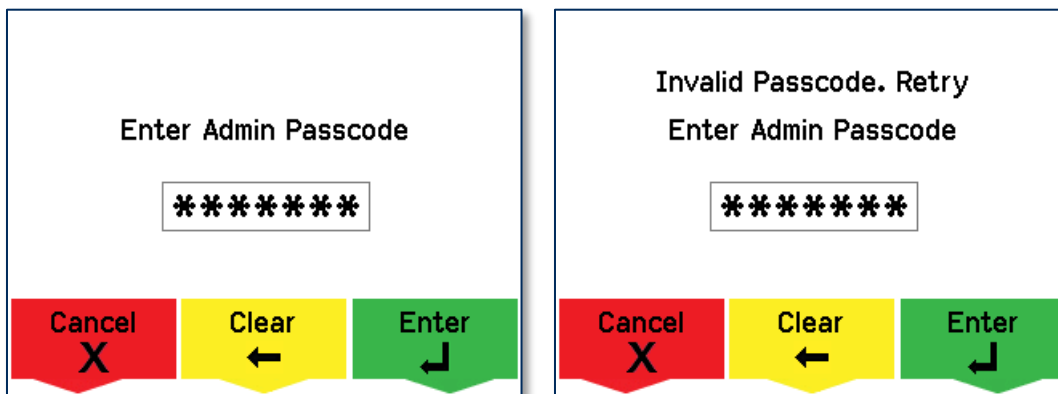 Enter Admin Passcode
*******
Cancel
X
Clear
←
Enter
↵
Invalid Passcode. Retry
Enter Admin Passcode
*******
Cancel
X
Clear
←
Enter
↵